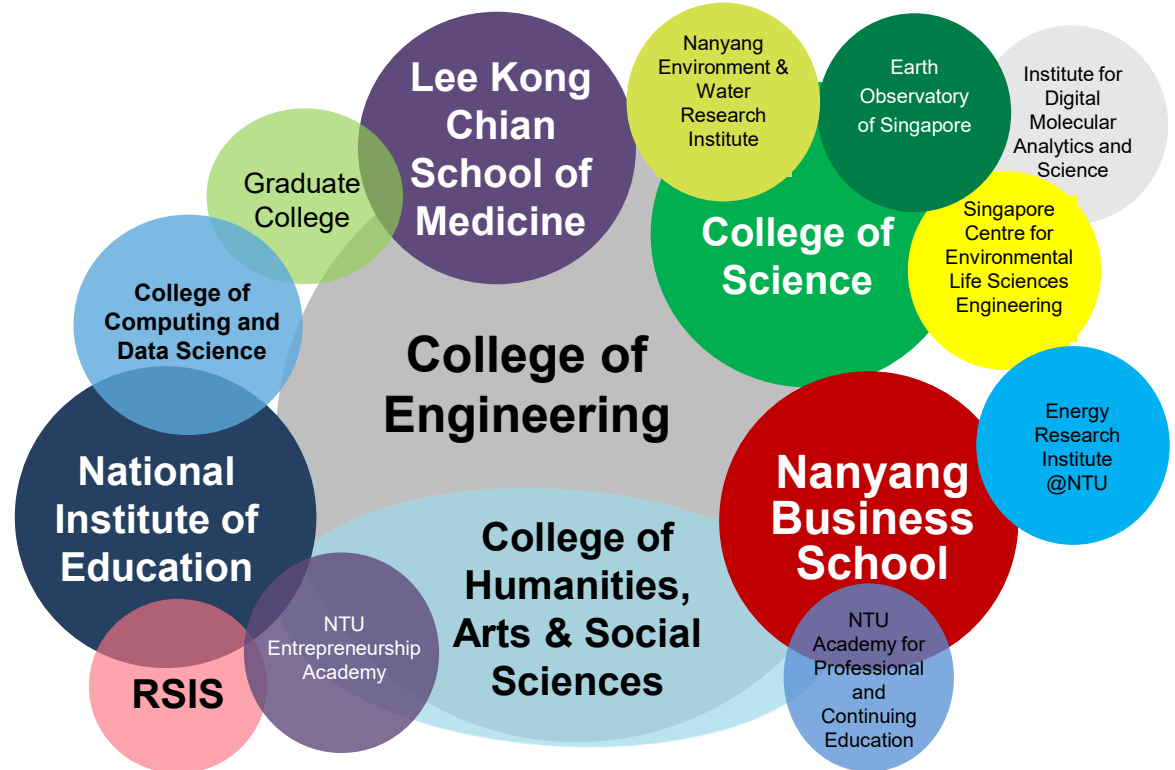 Lee Kong
Chian
School of
Medicine
Nanyang
Environment &
Water
Research
Institute
Earth
Observatory
of Singapore
Institute for
Digital
Molecular
Analytics and
Science
Graduate
College
College of
Science
Singapore
Centre for
Environmental
Life Sciences
Engineering
College of
Computing and
Data Science
College of
Engineering
Energy
Research
Institute
@NTU
National
Institute of
Education
Nanyang
Business
School
College of
Humanities,
Arts & Social
Sciences
NTU
Entrepreneurship
Academy
RSIS
NTU
Academy for
Professional
and
Continuing
Education